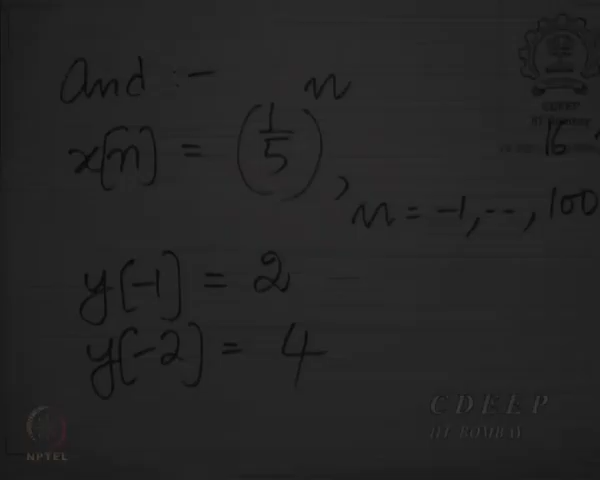 And :-
x[n] = (1/5)^n , n = -1, --, 100
y[-1] = 2
y[-2] = 4
16
CDEEP
IIT BOMBAY
NPTEL